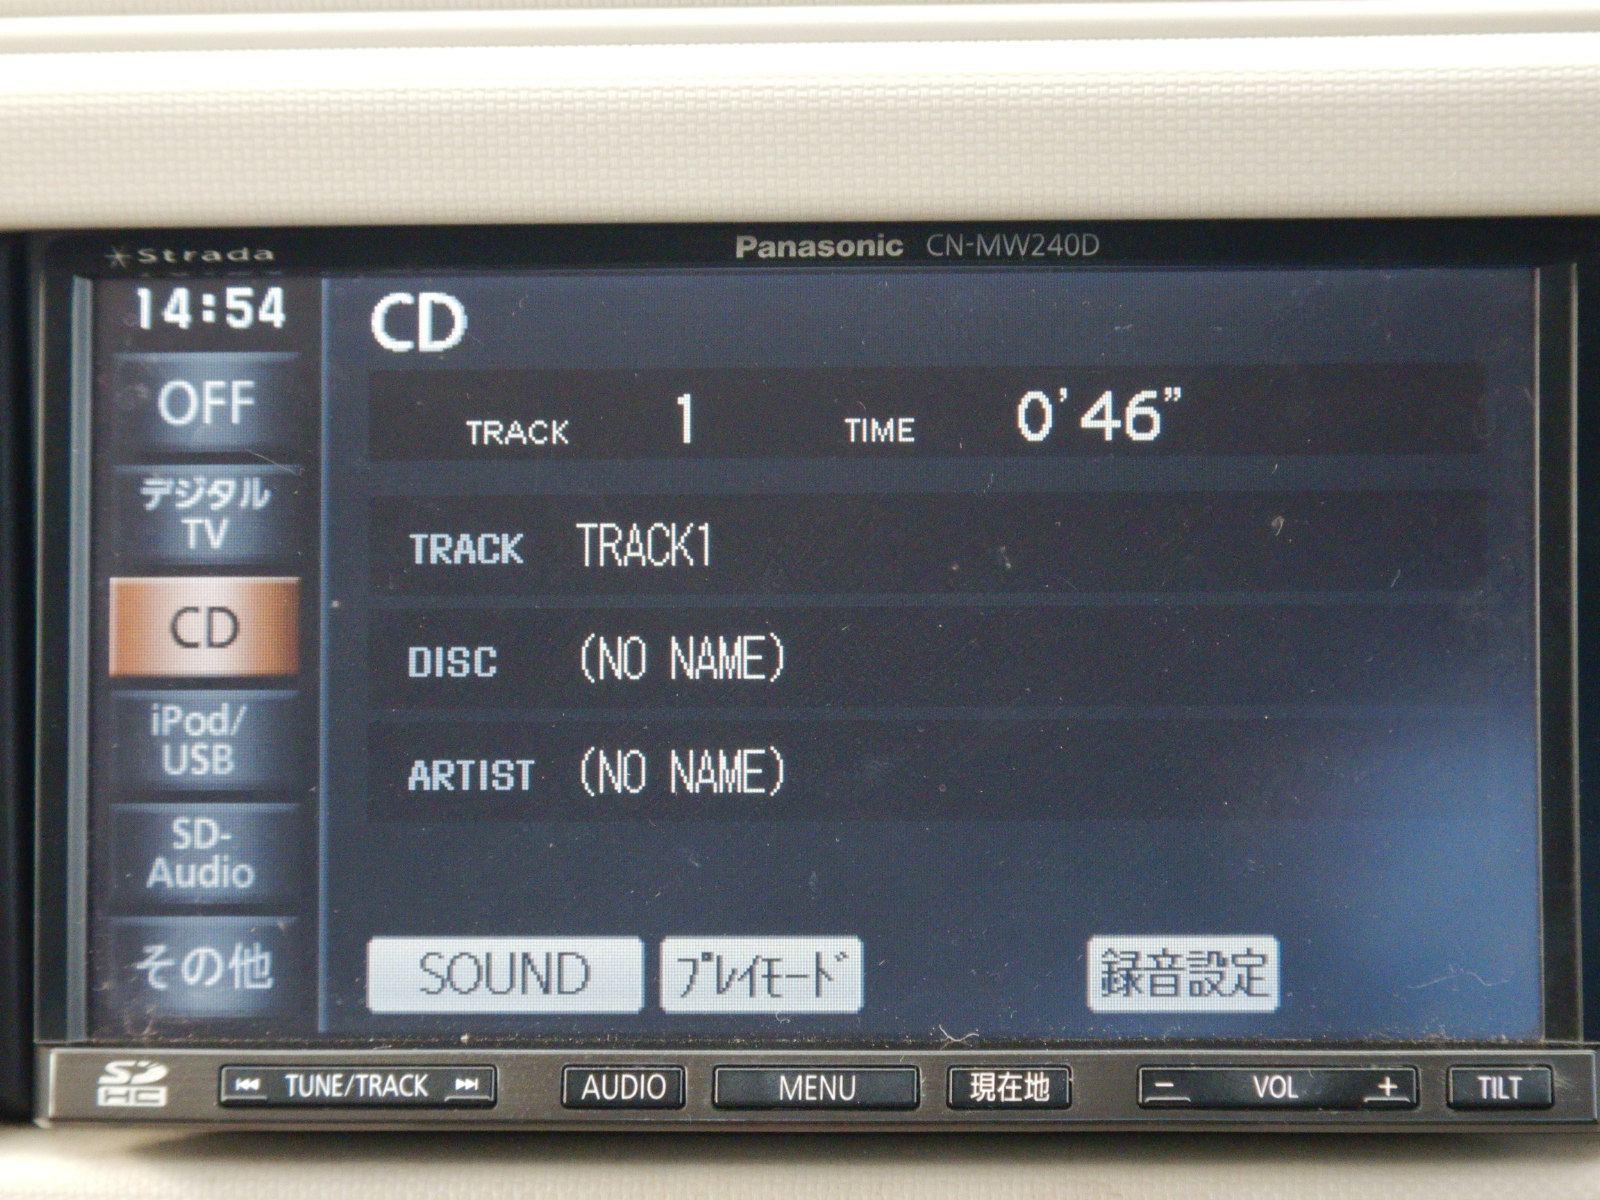 Strada
Panasonic CN-MW240D
14:54
CD
OFF
TRACK 1 TIME 0'46"
デジタル
TV
TRACK TRACK1
CD
DISC (NO NAME)
iPod/
USB
ARTIST (NO NAME)
SD-
Audio
その他
SOUND プレイモード 録音設定
SD HC TUNE/TRACK AUDIO MENU 現在地 − VOL + TILT